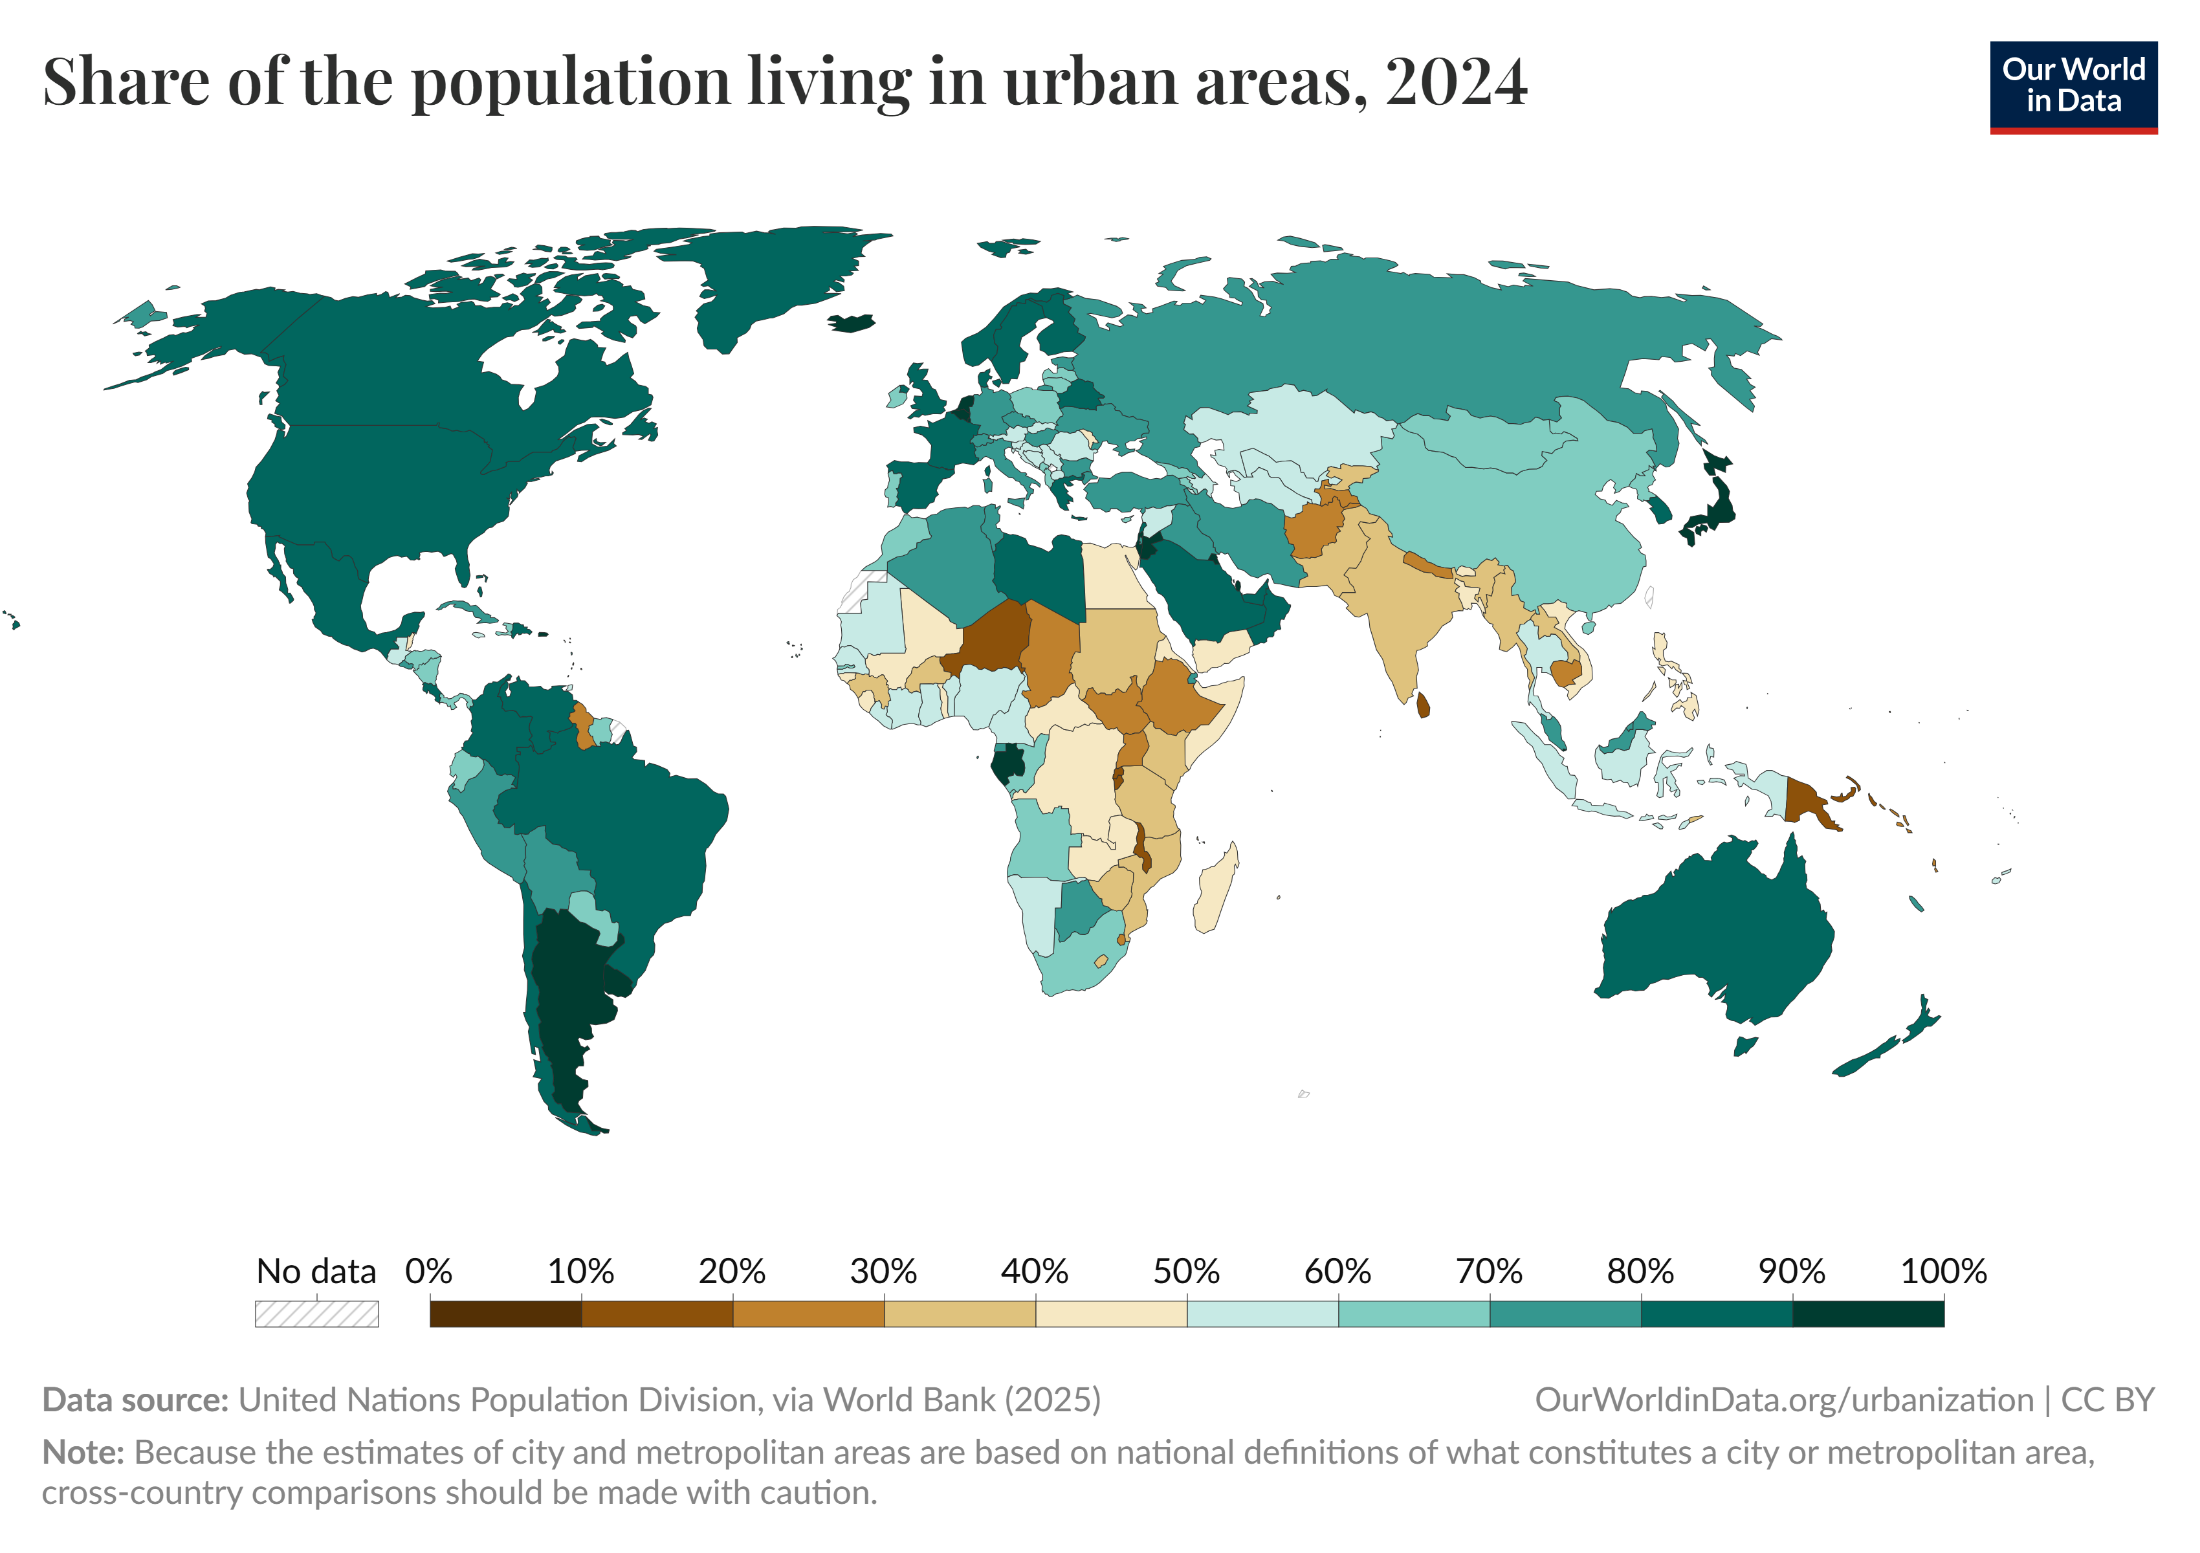 Share of the population living in urban areas, 2024
Our World
in Data
No data 0% 10% 20% 30% 40% 50% 60% 70% 80% 90% 100%
Data source: United Nations Population Division, via World Bank (2025)
OurWorldinData.org/urbanization | CC BY
Note: Because the estimates of city and metropolitan areas are based on national definitions of what constitutes a city or metropolitan area,
cross-country comparisons should be made with caution.